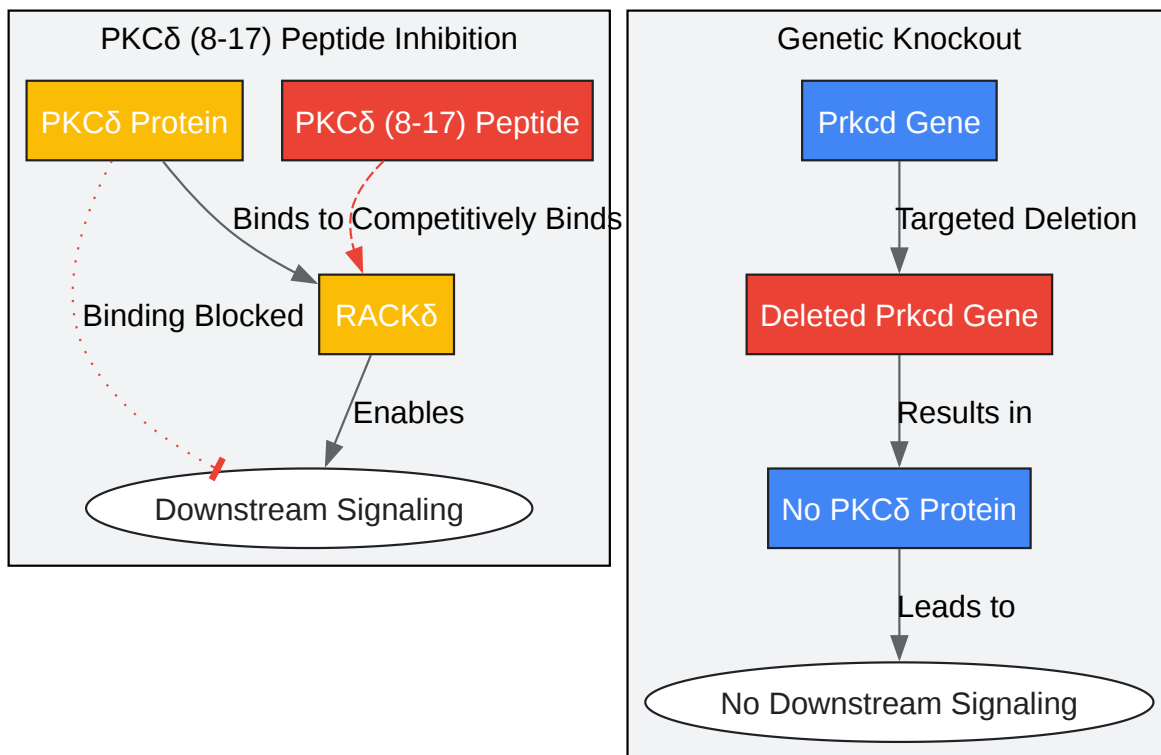 PKCδ (8-17) Peptide Inhibition
PKCδ Protein
PKCδ (8-17) Peptide
Binds to
Competitively Binds
Binding Blocked
RACKδ
Enables
Downstream Signaling
Genetic Knockout
Prkcd Gene
Targeted Deletion
Deleted Prkcd Gene
Results in
No PKCδ Protein
Leads to
No Downstream Signaling